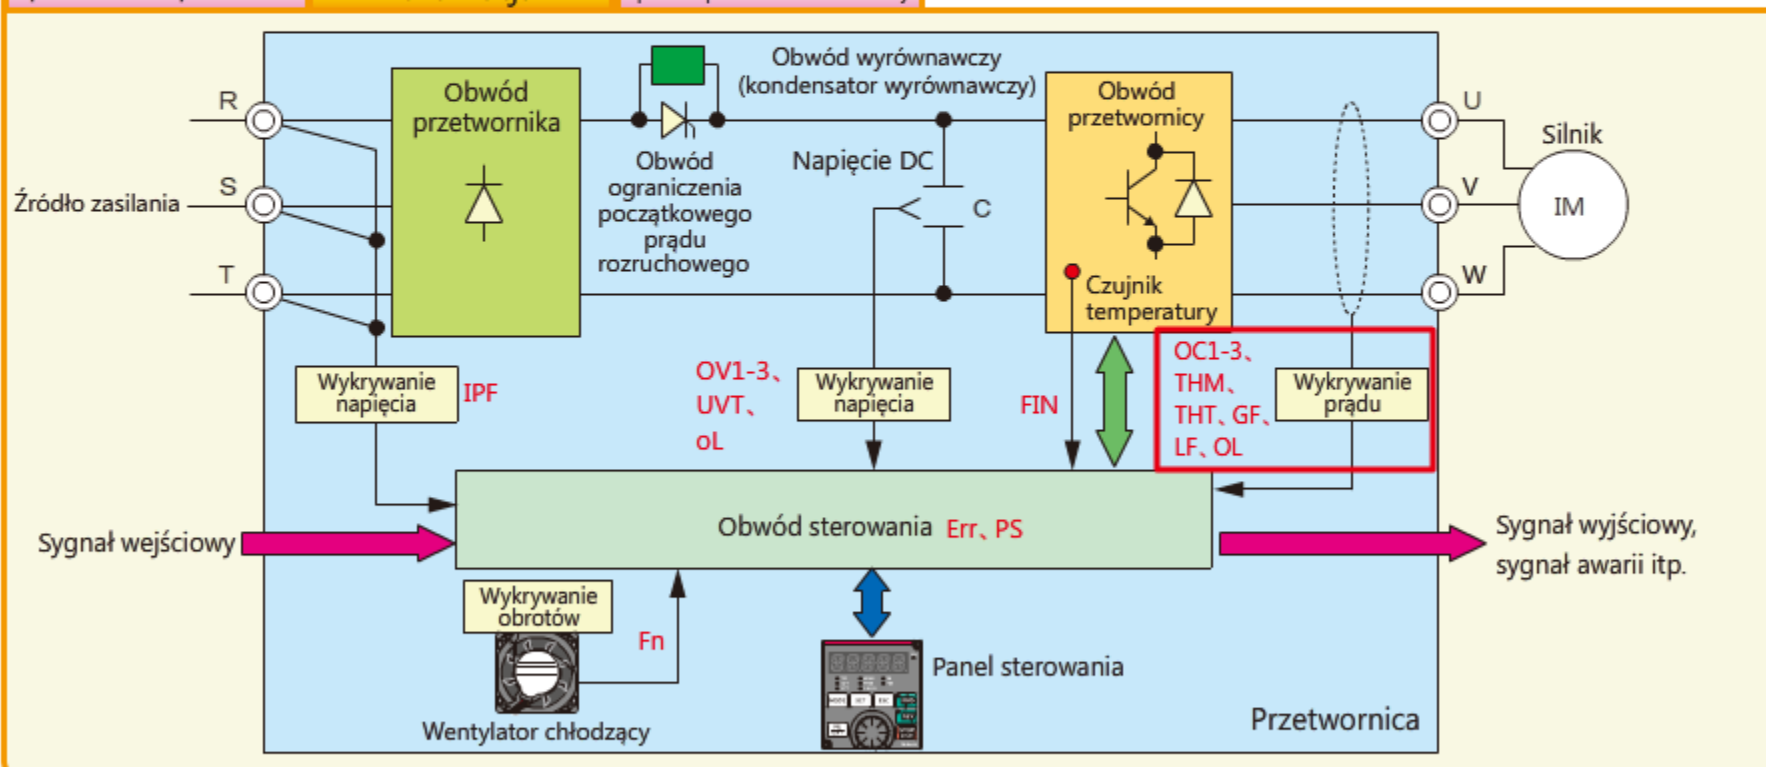 Obwód wyrównawczy
(kondensator wyrównawczy)
Obwód
przetwornika
Obwód
przetwornicy
R
U
Silnik
Obwód
ograniczenia
początkowego
prądu
rozruchowego
Napięcie DC
Źródło zasilania
S
C
V
IM
T
W
Czujnik
temperatury
Wykrywanie
napięcia
IPF
OV1-3、
UVT、
oL
Wykrywanie
napięcia
FIN
OC1-3、
THM、
THT、GF、
LF、OL
Wykrywanie
prądu
Sygnał wejściowy
Obwód sterowania Err、PS
Sygnał wyjściowy,
sygnał awarii itp.
Wykrywanie
obrotów
Fn
Wentylator chłodzący
Panel sterowania
Przetwornica